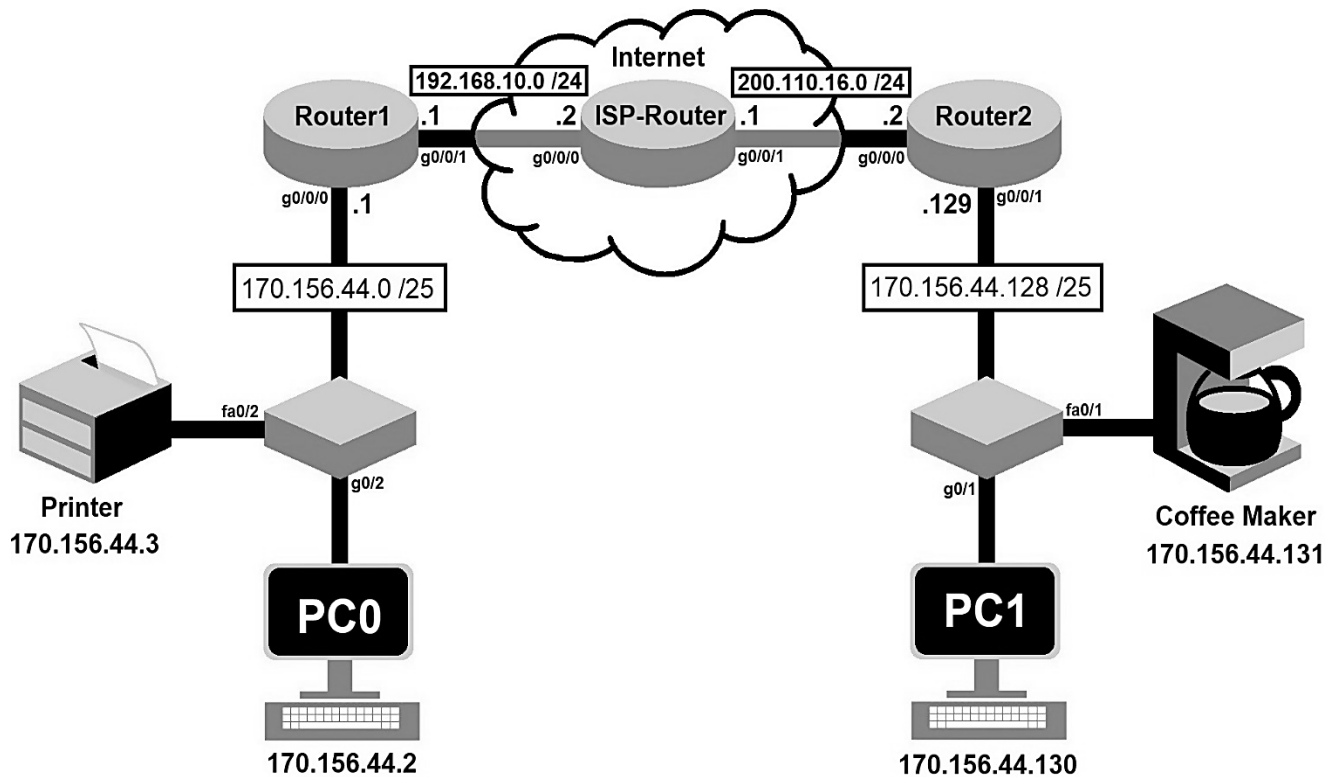 Internet
192.168.10.0 /24
200.110.16.0 /24
Router1
.1
.2
ISP-Router
.1
.2
Router2
g0/0/1
g0/0/0
g0/0/1
g0/0/0
g0/0/0
.1
.129
g0/0/1
170.156.44.0 /25
170.156.44.128 /25
fa0/2
fa0/1
g0/2
g0/1
Printer
170.156.44.3
Coffee Maker
170.156.44.131
PC0
PC1
170.156.44.2
170.156.44.130